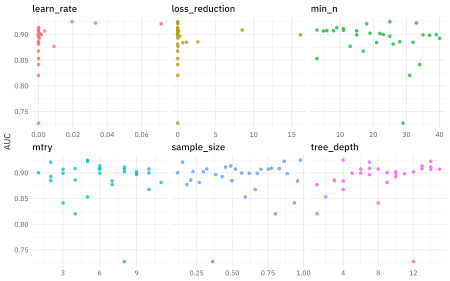 learn_rate loss_reduction min_n
0.90
0.85
0.80
0.75
0.00 0.02 0.04 0.06 0 5 10 15 10 20 30 40
AUC
mtry sample_size tree_depth
0.90
0.85
0.80
0.75
3 6 9 0.25 0.50 0.75 1.00 4 8 12